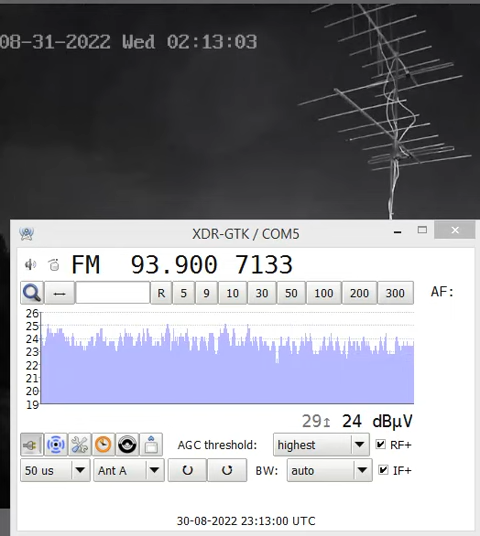 08-31-2022 Wed 02:13:03
XDR-GTK / COM5
FM 93.900 7133
R 5 9 10 30 50 100 200 300 AF:
26
25
24
23
22
21
20
19
29↕ 24 dBµV
AGC threshold: highest RF+
50 us Ant A BW: auto IF+
30-08-2022 23:13:00 UTC